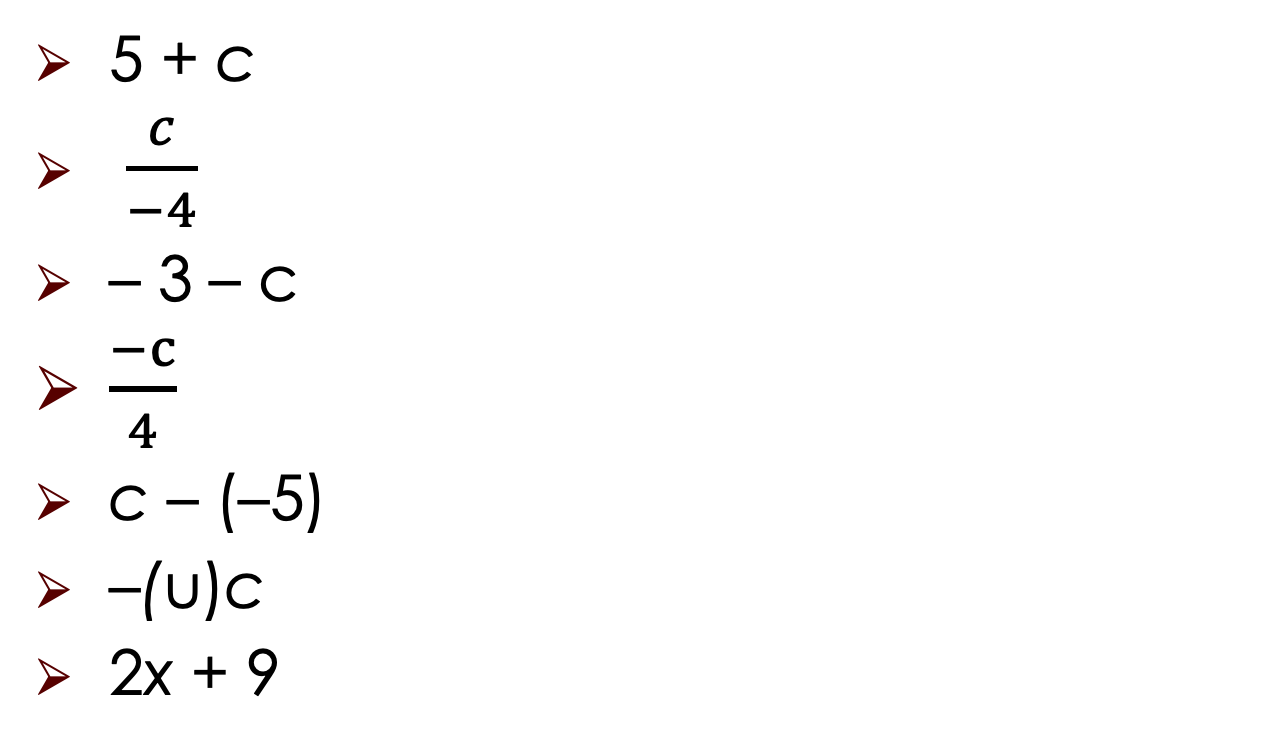 ➢ 5 + c
➢ c/−4
➢ − 3 − c
➢ −c/4
➢ c − (−5)
➢ −(u)c
➢ 2x + 9